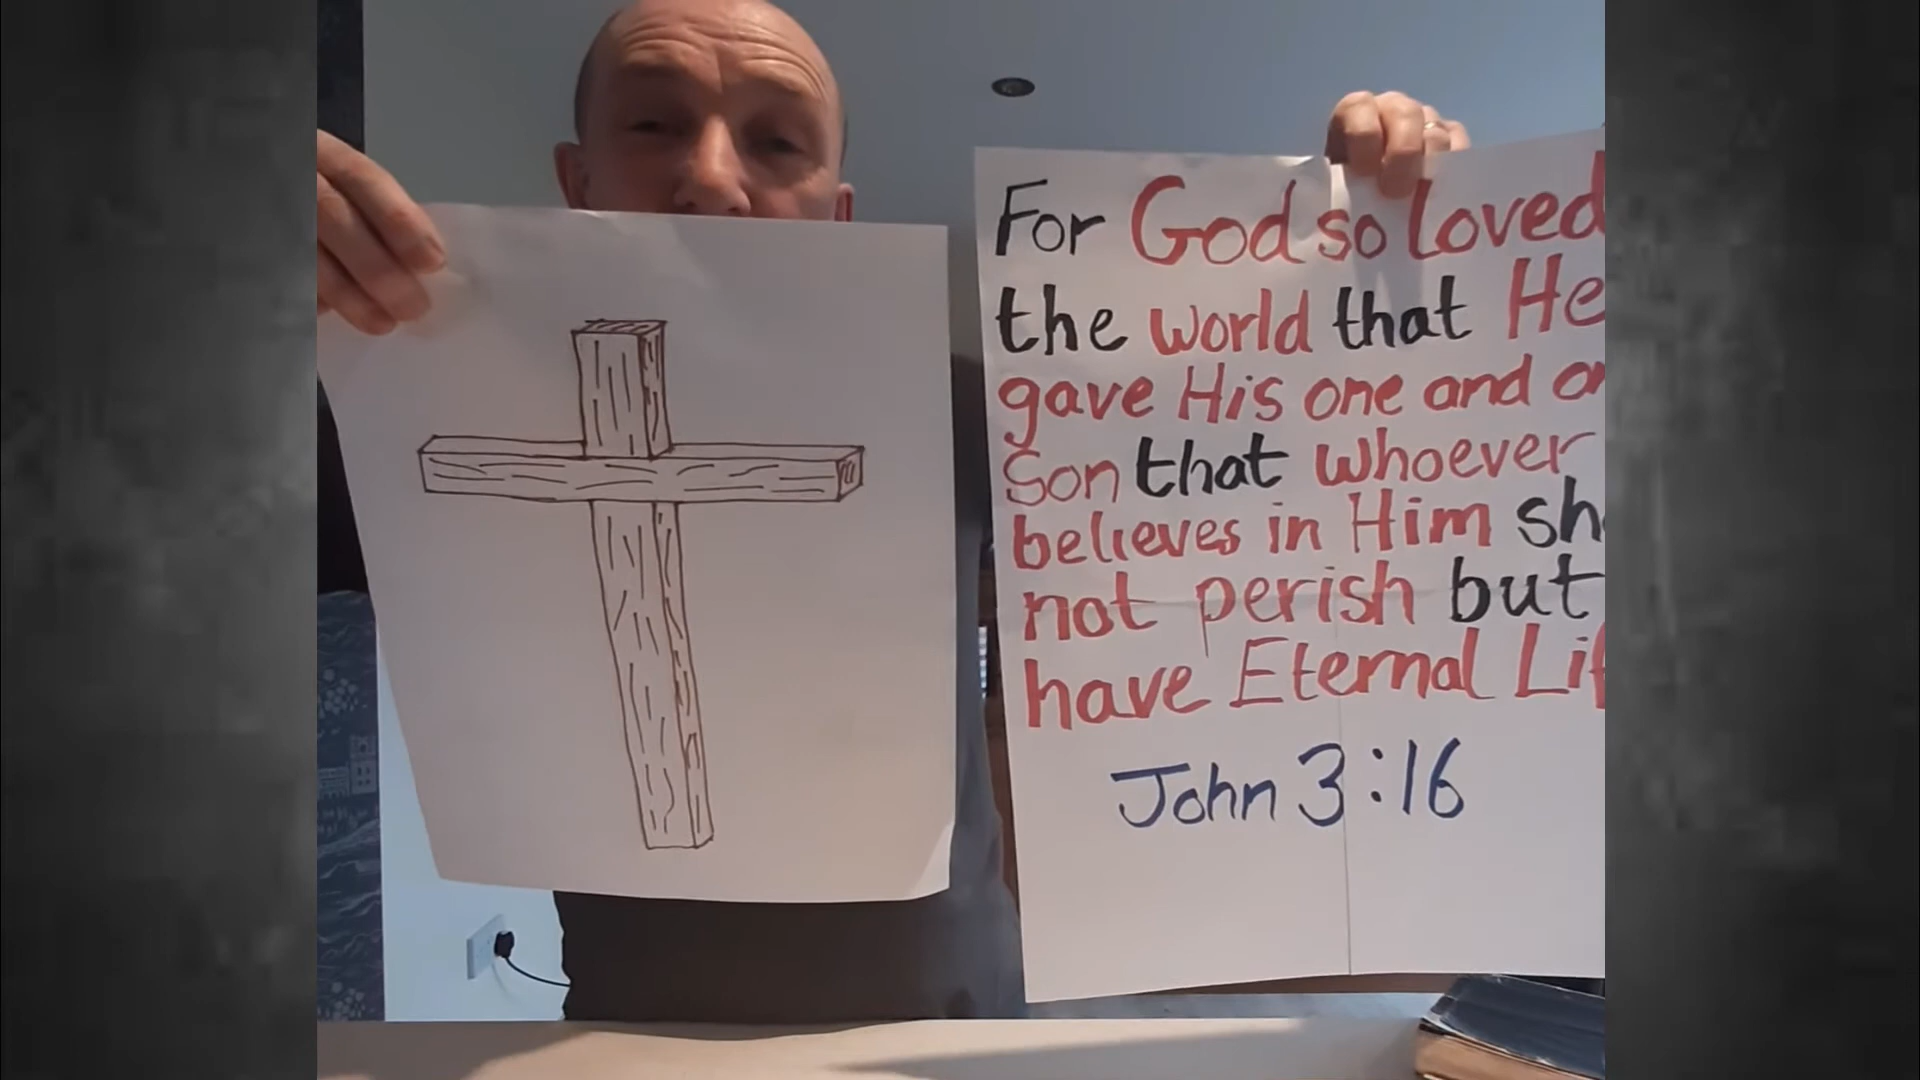 For God so loved
the world that He
gave His one and
Son that whoever
believes in Him
not perish but
have Eternal
John 3:16